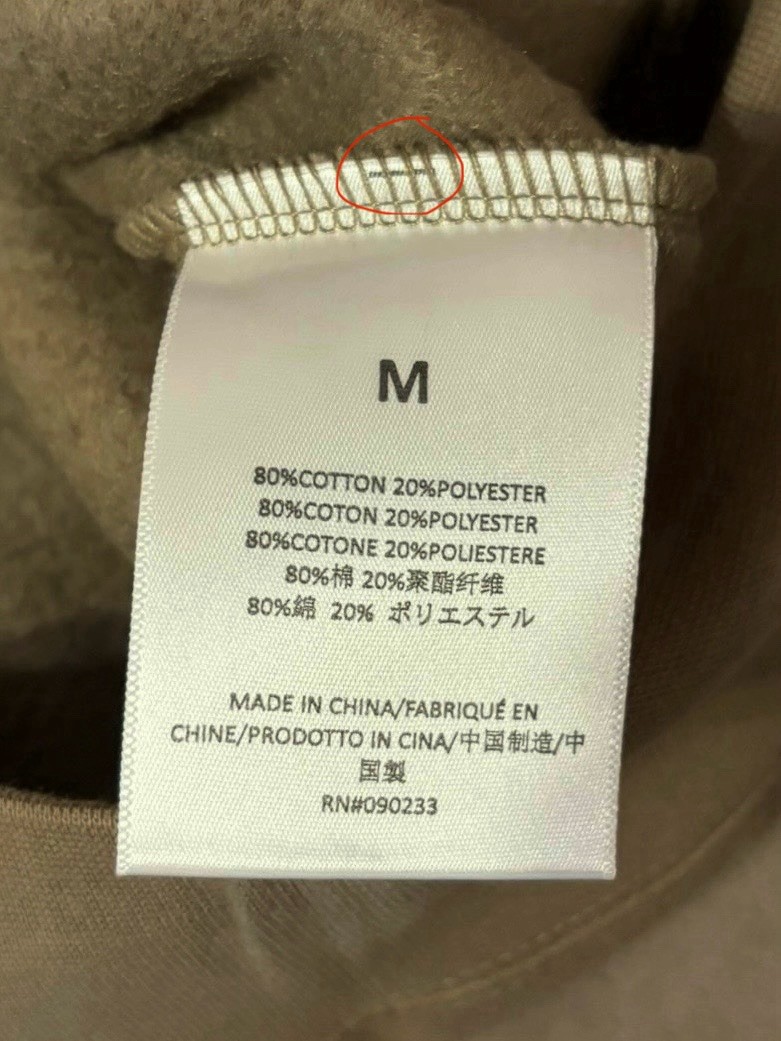 M
80%COTTON 20%POLYESTER
80%COTON 20%POLYESTER
80%COTONE 20%POLIESTERE
80%棉 20%聚酯纤维
80%綿 20% ポリエステル
MADE IN CHINA/FABRIQUÉ EN
CHINE/PRODOTTO IN CINA/中国制造/中
国製
RN#090233